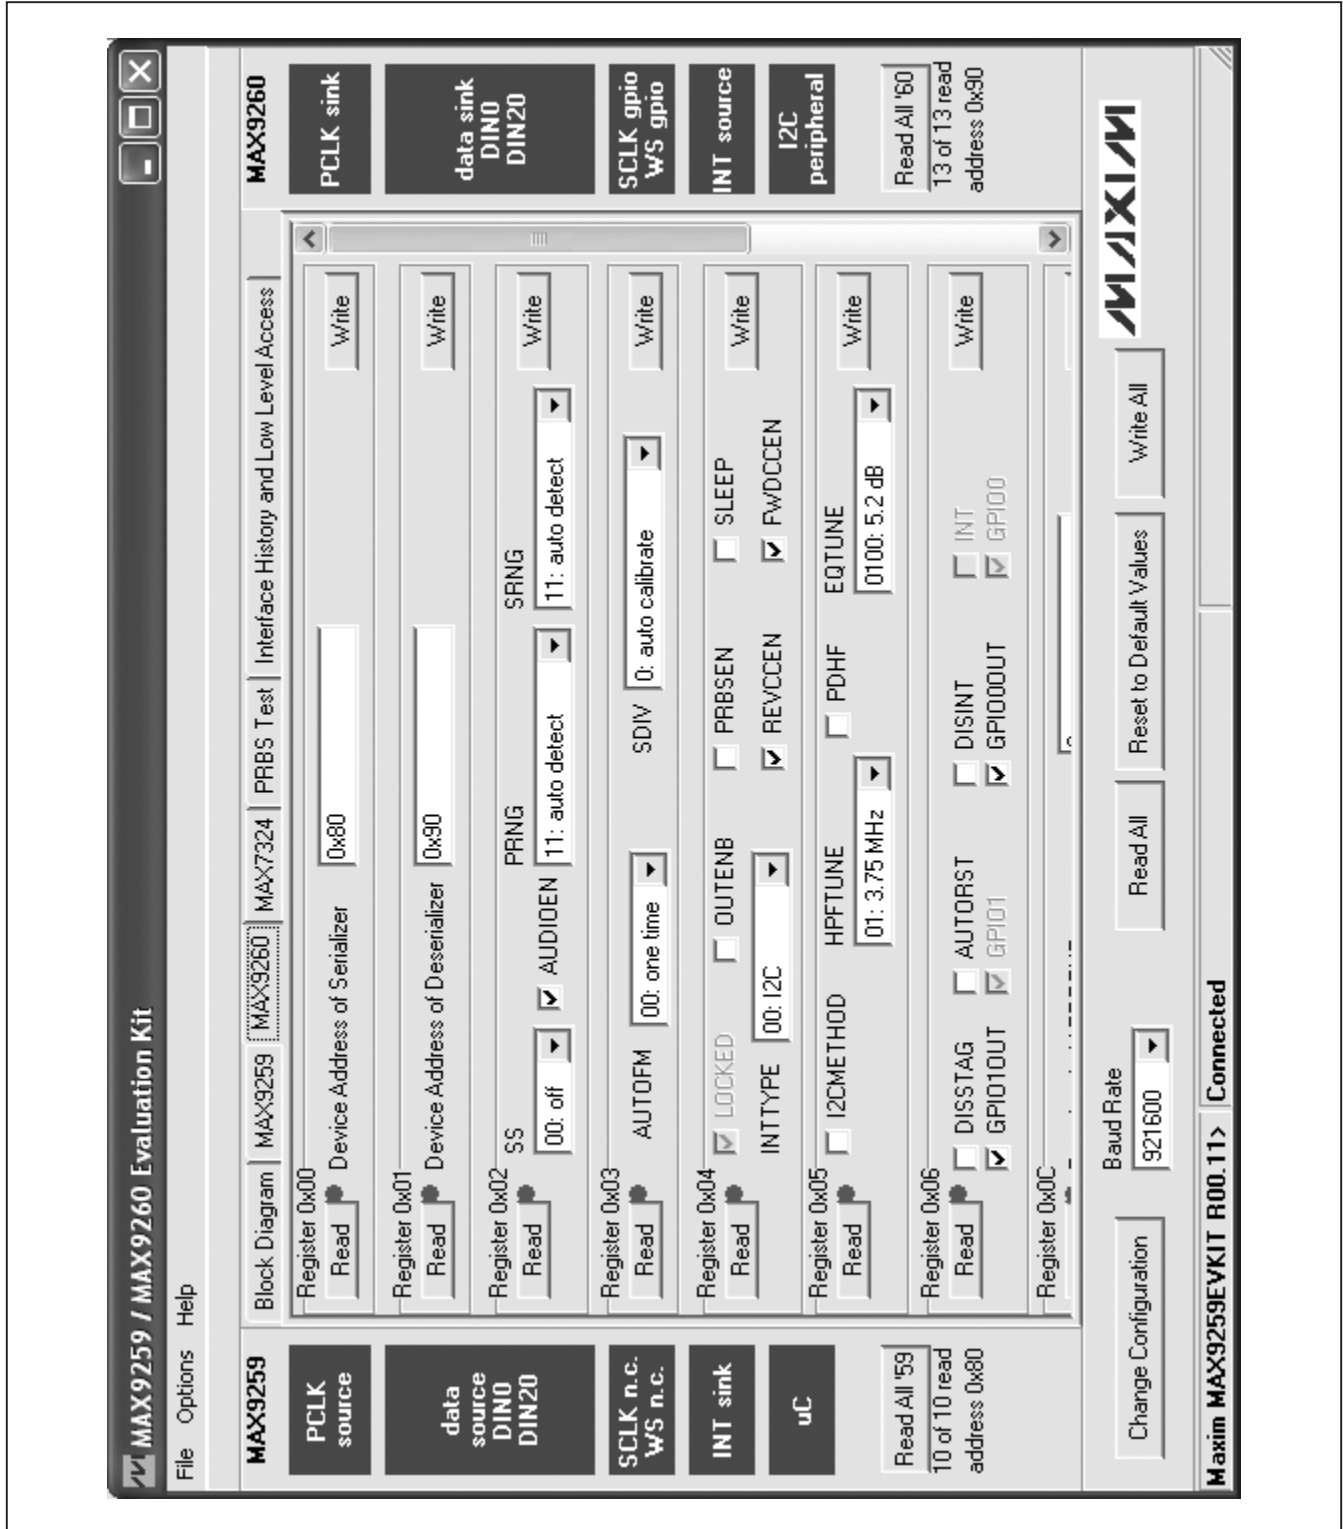 MAX9259 / MAX9260 Evaluation Kit
File Options Help
MAX9259
PCLK
source
data
source
DIN0
DIN20
SCLK n.c.
WS n.c.
INT sink
uC
Read All '59
10 of 10 read
address 0x80
Block Diagram MAX9259 MAX9260 MAX7324 PRBS Test Interface History and Low Level Access
Register 0x00
Read Device Address of Serializer 0x80 Write
Register 0x01
Read Device Address of Deserializer 0x90 Write
Register 0x02
SS PRNG SRNG
Read 00: off AUDIOEN 11: auto detect 11: auto detect Write
Register 0x03
Read AUTOFM 00: one time SDIV 0: auto calibrate Write
Register 0x04
LOCKED OUTENB PRBSEN SLEEP
Read Write
INTTYPE 00: I2C REVCCEN FWDCCEN
Register 0x05
I2CMETHOD HPFTUNE PDHF EQTUNE
Read 01: 3.75 MHz 0100: 5.2 dB Write
Register 0x06
Read DISSTAG AUTORST DISINT INT Write
GPIO1OUT GPIO1 GPIO0OUT GPIO0
Register 0x0C
MAX9260
PCLK sink
data sink
DIN0
DIN20
SCLK gpio
WS gpio
INT source
I2C
peripheral
Read All '60
13 of 13 read
address 0x90
Change Configuration
Baud Rate
921600
Read All
Reset to Default Values
Write All
MAXIM
Maxim MAX9259EVKIT R00.11> Connected